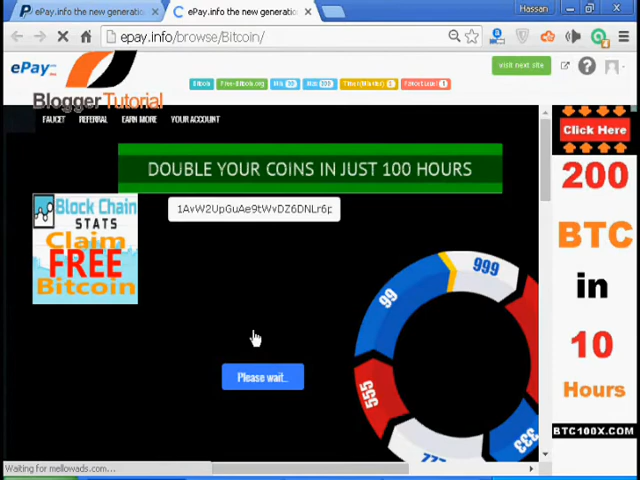 ePay.info the new generatio
ePay.info the new generatio
Hassan
epay.info/browse/Bitcoin/
ePay
visit next site
Blogger Tutorial
FAUCET
REFERRAL
EARN MORE
YOUR ACCOUNT
DOUBLE YOUR COINS IN JUST 100 HOURS
1AvW2UpGuAe9tWvDZ6DNLr6p
BLOCK CHAIN
STATS
Claim
FREE
Bitcoin
Please wait..
99
999
555
333
Click Here
200
BTC
in
10
Hours
BTC100X.COM
Waiting for mellowads.com...